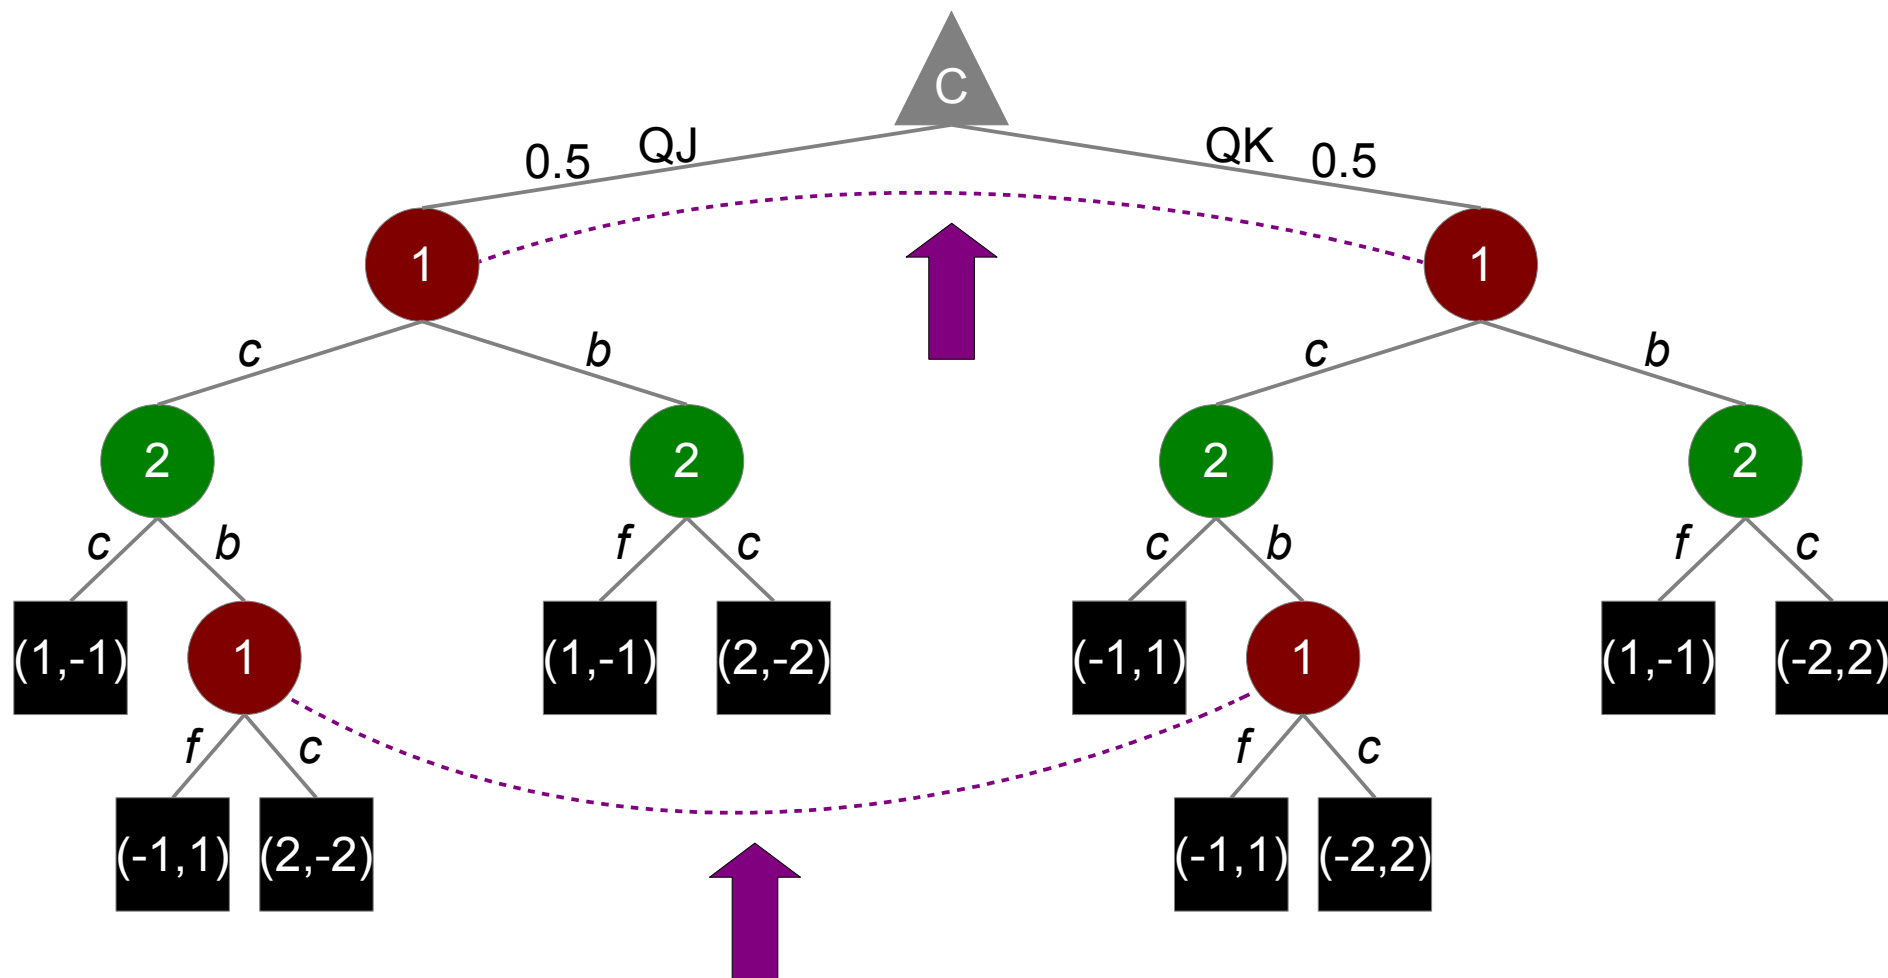 C
0.5 QJ QK 0.5
1 1
c b c b
2 2 2 2
c b f c c b f c
(1,-1) 1 (1,-1) (2,-2) (-1,1) 1 (1,-1) (-2,2)
f c f c
(-1,1) (2,-2) (-1,1) (-2,2)